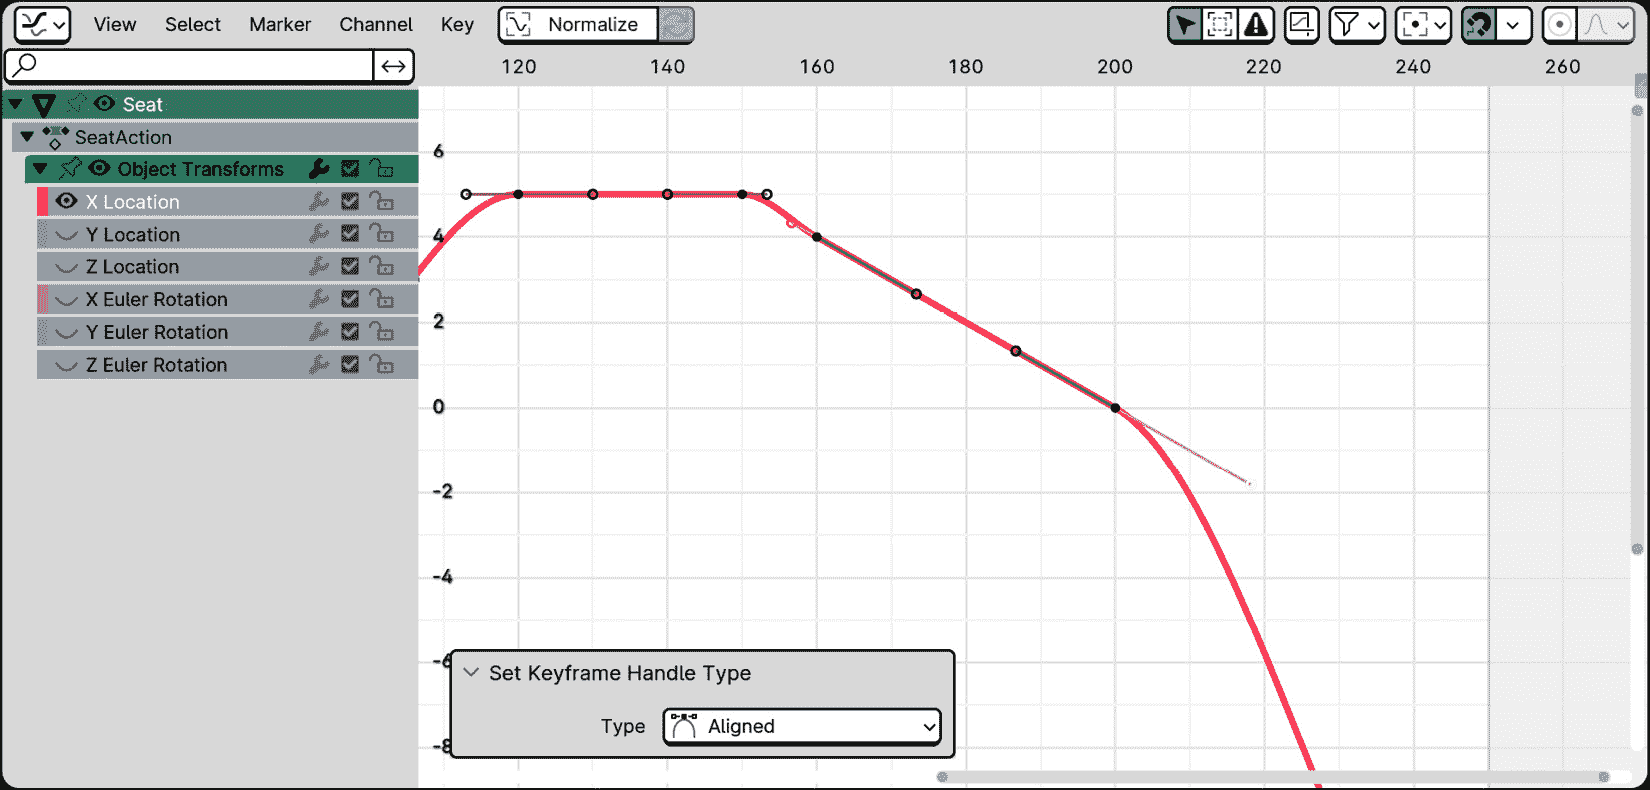 View Select Marker Channel Key Normalize
120 140 160 180 200 220 240 260
Seat
SeatAction
Object Transforms
X Location
Y Location
Z Location
X Euler Rotation
Y Euler Rotation
Z Euler Rotation
6
4
2
0
-2
-4
-6
-8
Set Keyframe Handle Type
Type Aligned